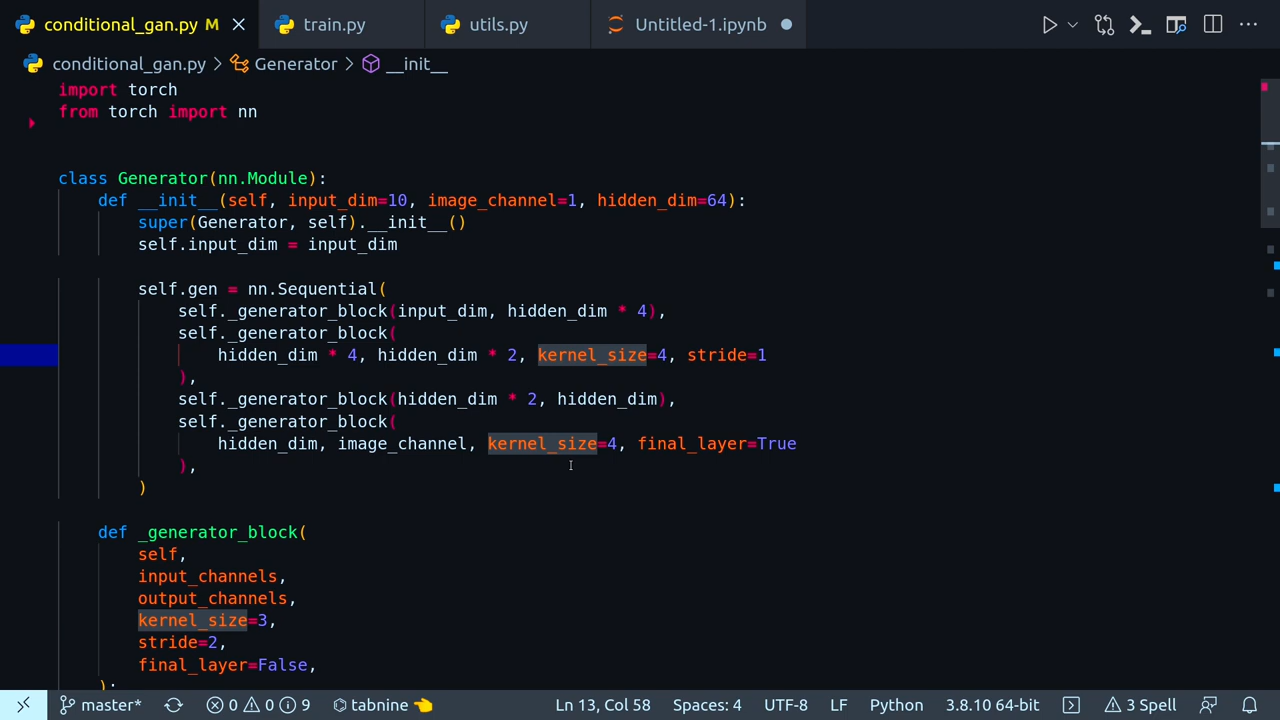 conditional_gan.py M train.py utils.py Untitled-1.ipynb
conditional_gan.py > Generator > __init__
import torch
from torch import nn
class Generator(nn.Module):
def __init__(self, input_dim=10, image_channel=1, hidden_dim=64):
super(Generator, self).__init__()
self.input_dim = input_dim
self.gen = nn.Sequential(
self._generator_block(input_dim, hidden_dim * 4),
self._generator_block(
hidden_dim * 4, hidden_dim * 2, kernel_size=4, stride=1
),
self._generator_block(hidden_dim * 2, hidden_dim),
self._generator_block(
hidden_dim, image_channel, kernel_size=4, final_layer=True
),
)
def _generator_block(
self,
input_channels,
output_channels,
kernel_size=3,
stride=2,
final_layer=False,
):
master* 0 0 9 tabnine Ln 13, Col 58 Spaces: 4 UTF-8 LF Python 3.8.10 64-bit 3 Spell